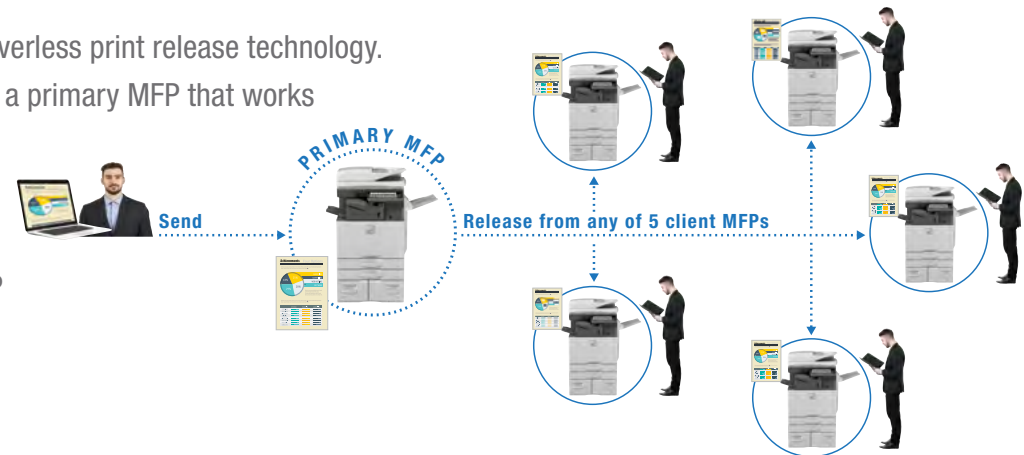 verless print release technology.
a primary MFP that works
PRIMARY MFP
Send
Release from any of 5 client MFPs